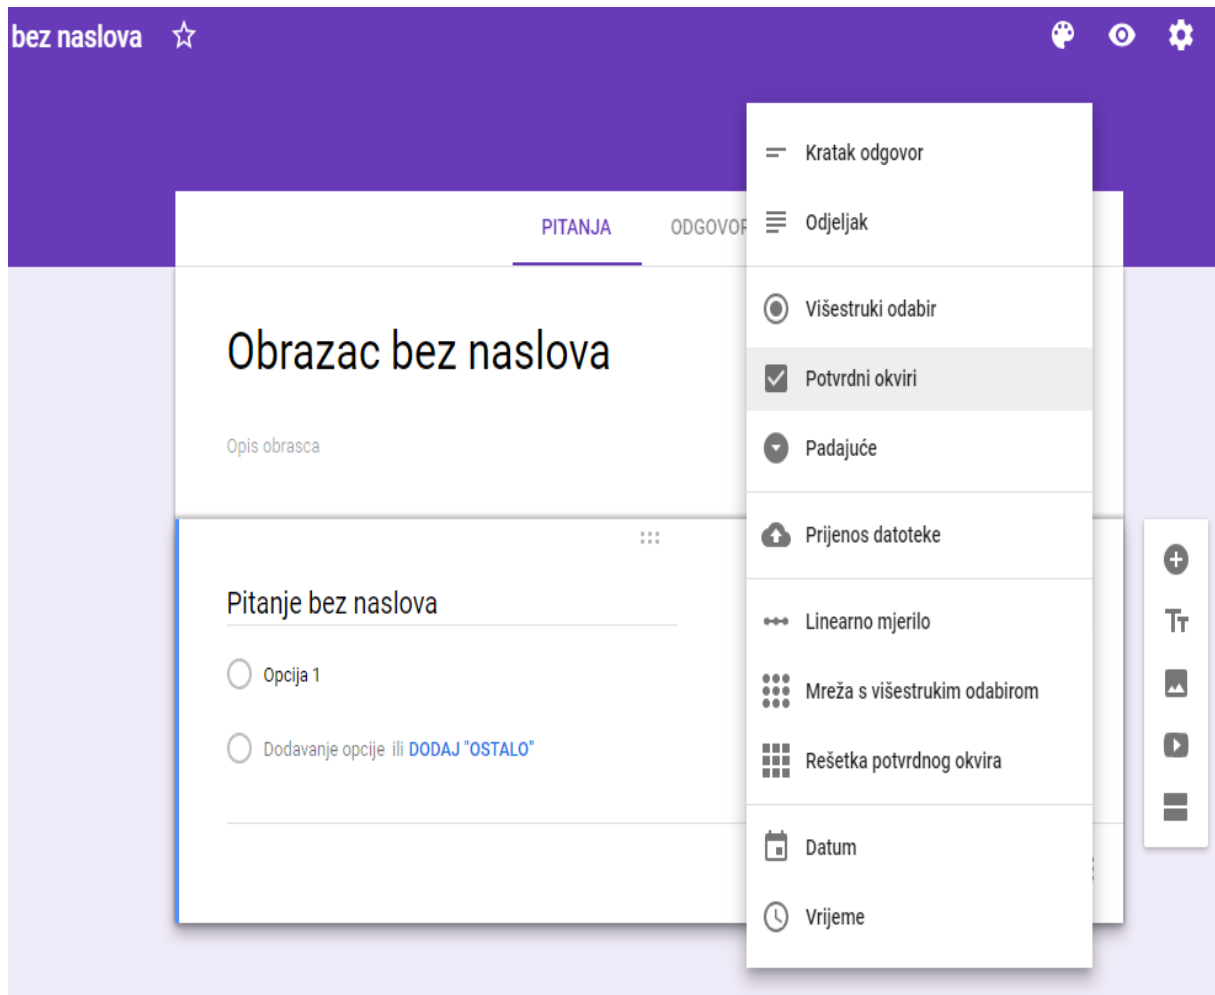 bez naslova
PITANJA
ODGOVOR
Obrazac bez naslova
Opis obrasca
Pitanje bez naslova
Opcija 1
Dodavanje opcije ili DODAJ "OSTALO"
Kratak odgovor
Odjeljak
Višestruki odabir
Potvrdni okviri
Padajuće
Prijenos datoteke
Linearno mjerilo
Mreža s višestrukim odabirom
Rešetka potvrdnog okvira
Datum
Vrijeme
Tт